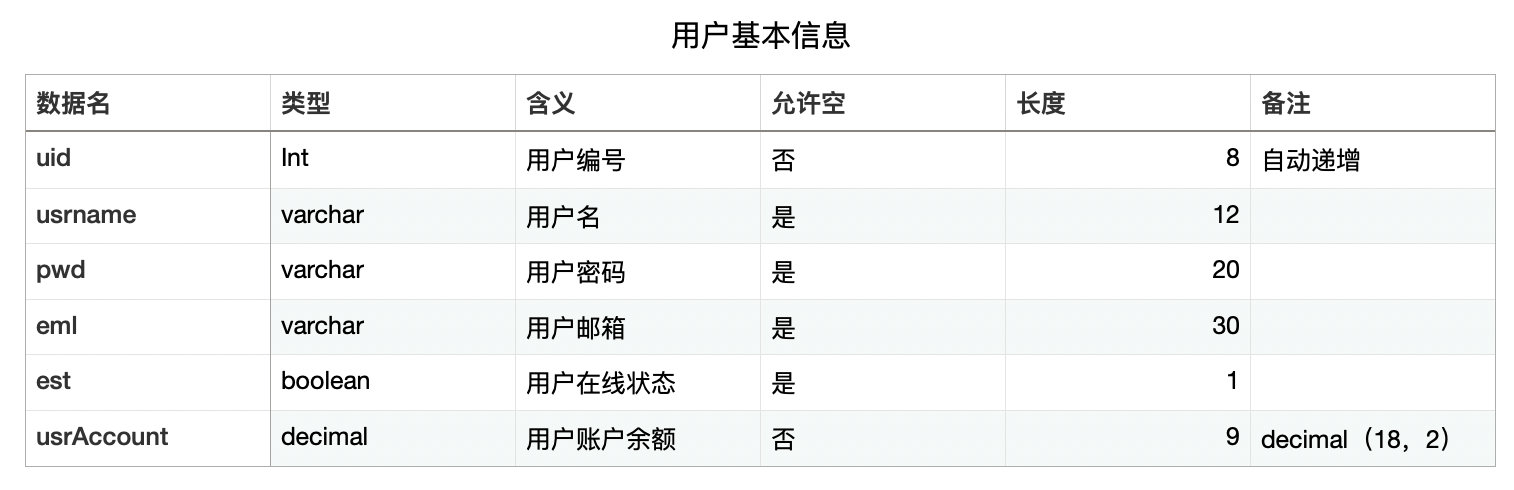 用户基本信息
数据名 类型 含义 允许空 长度 备注
uid Int 用户编号 否 8 自动递增
usrname varchar 用户名 是 12
pwd varchar 用户密码 是 20
eml varchar 用户邮箱 是 30
est boolean 用户在线状态 是 1
usrAccount decimal 用户账户余额 否 9 decimal（18，2）